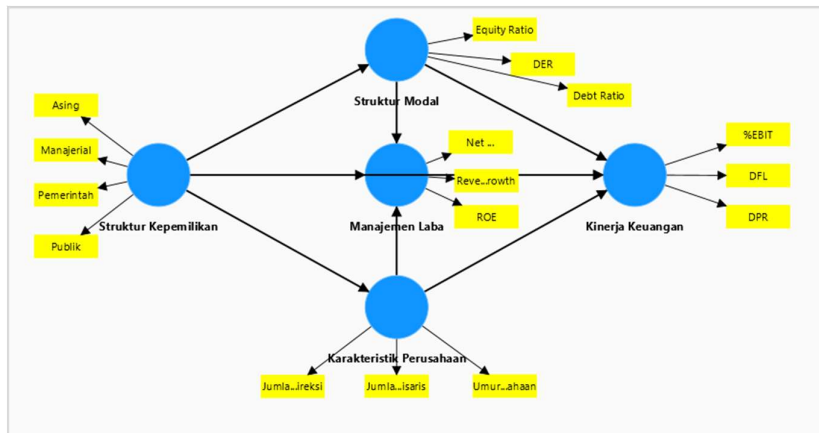 Equity Ratio
DER
Debt Ratio
Struktur Modal
Asing
Manajerial
Pemerintah
Publik
Struktur Kepemilikan
Net ...
Reve...rowth
ROE
Manajemen Laba
%EBIT
DFL
DPR
Kinerja Keuangan
Karakteristik Perusahaan
Jumla...ireksi
Jumla...isaris
Umur...ahaan